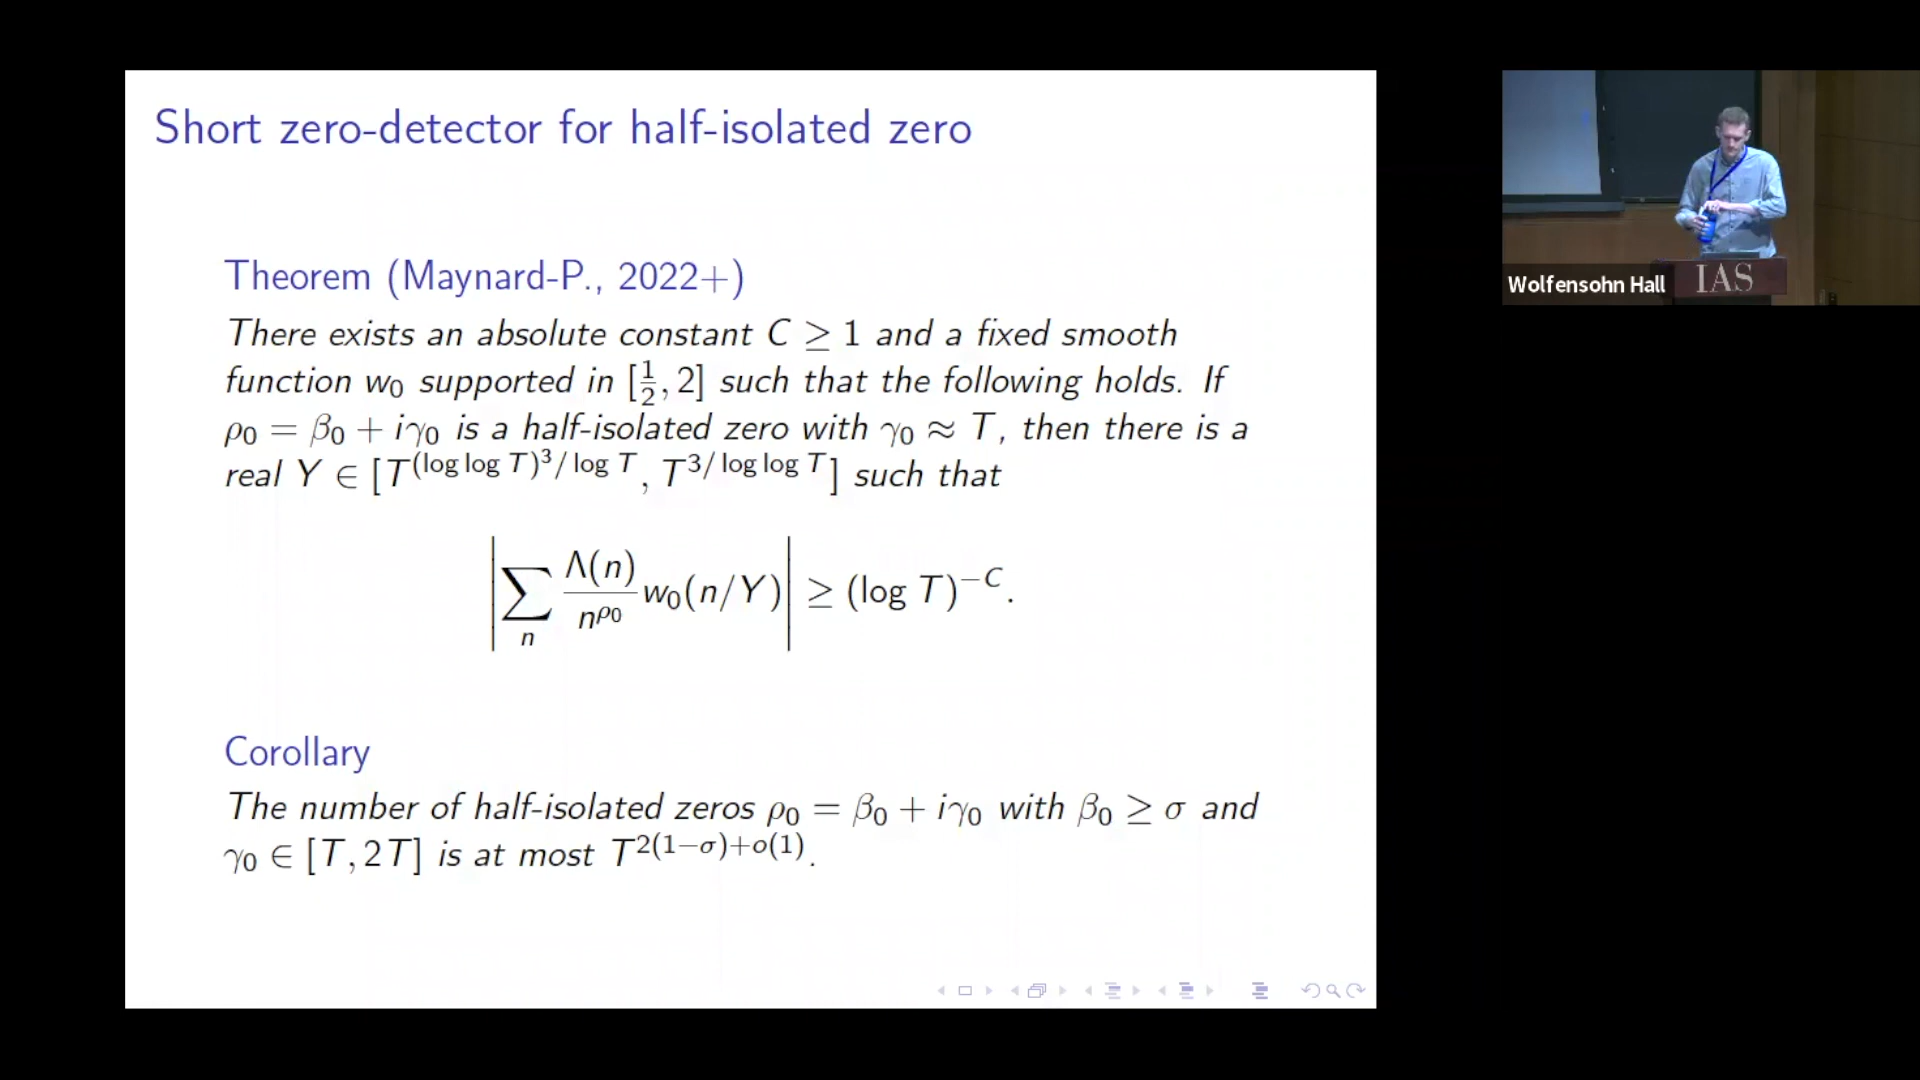 Short zero-detector for half-isolated zero
Theorem (Maynard-P., 2022+)
There exists an absolute constant C ≥ 1 and a fixed smooth
function w₀ supported in [½, 2] such that the following holds. If
ρ₀ = β₀ + iγ₀ is a half-isolated zero with γ₀ ≈ T, then there is a
real Y ∈ [T^{(log log T)³/ log T}, T^{3/ log log T}] such that
|∑_n Λ(n)/n^{ρ₀} w₀(n/Y)| ≥ (log T)^{−C}.
Corollary
The number of half-isolated zeros ρ₀ = β₀ + iγ₀ with β₀ ≥ σ and
γ₀ ∈ [T, 2T] is at most T^{2(1−σ)+o(1)}.
Wolfensohn Hall
IAS